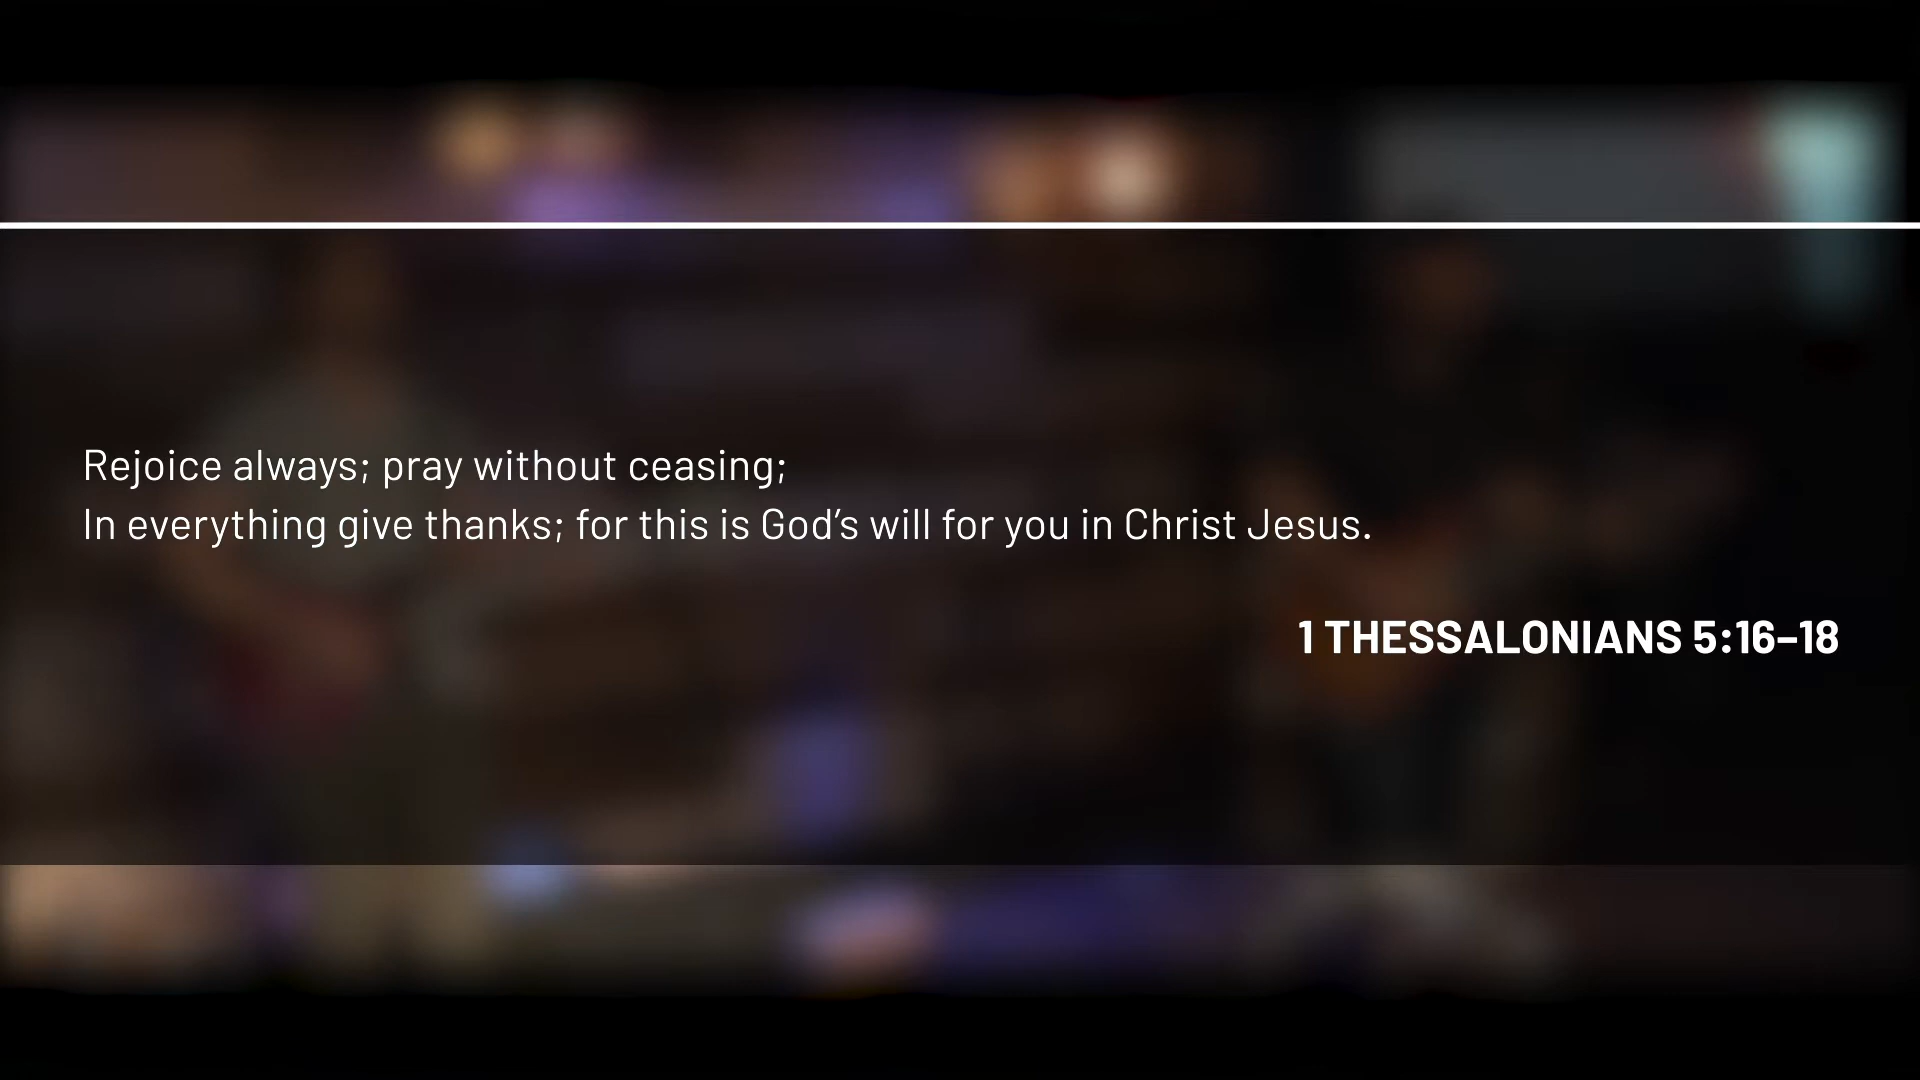 Rejoice always; pray without ceasing;
In everything give thanks; for this is God’s will for you in Christ Jesus.
1 THESSALONIANS 5:16–18